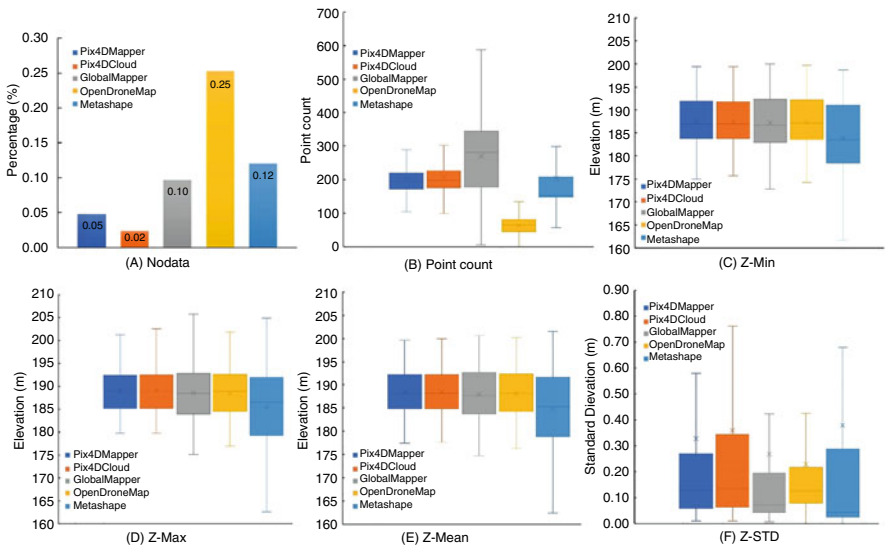 Pix4DMapper
Pix4DCloud
GlobalMapper
OpenDroneMap
Metashape
Percentage (%)
0.30
0.25
0.20
0.15
0.10
0.05
0.00
0.05
0.02
0.10
0.25
0.12
(A) Nodata
Pix4DMapper
Pix4DCloud
GlobalMapper
OpenDroneMap
Metashape
Point count
700
600
500
400
300
200
100
0
(B) Point count
Elevation (m)
210
205
200
195
190
185
180
175
170
165
160
Pix4DMapper
Pix4DCloud
GlobalMapper
OpenDroneMap
Metashape
(C) Z-Min
Elevation (m)
210
205
200
195
190
185
180
175
170
165
160
Pix4DMapper
Pix4DCloud
GlobalMapper
OpenDroneMap
Metashape
(D) Z-Max
Elevation (m)
210
205
200
195
190
185
180
175
170
165
160
Pix4DMapper
Pix4DCloud
GlobalMapper
OpenDroneMap
Metashape
(E) Z-Mean
Standard Dievation (m)
0.90
0.80
0.70
0.60
0.50
0.40
0.30
0.20
0.10
0.00
Pix4DMapper
Pix4DCloud
GlobalMapper
OpenDroneMap
Metashape
(F) Z-STD